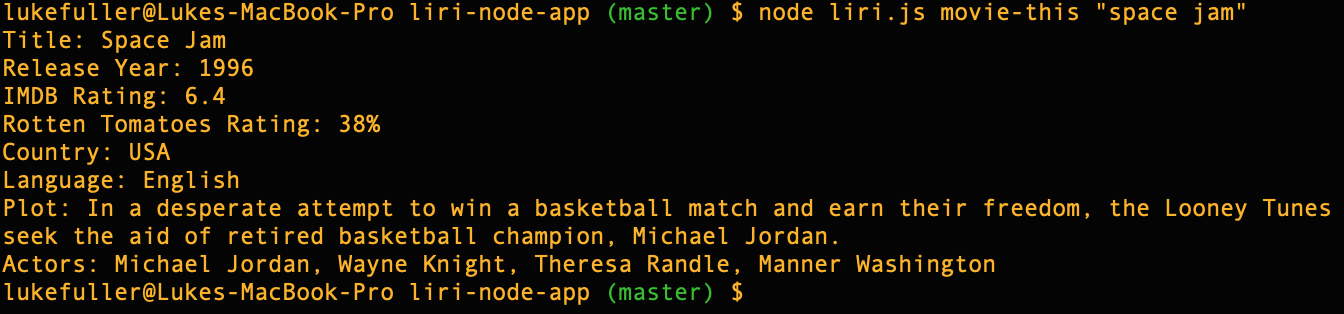 lukefuller@Lukes-MacBook-Pro liri-node-app (master) $ node liri.js movie-this "space jam"
Title: Space Jam
Release Year: 1996
IMDB Rating: 6.4
Rotten Tomatoes Rating: 38%
Country: USA
Language: English
Plot: In a desperate attempt to win a basketball match and earn their freedom, the Looney Tunes
seek the aid of retired basketball champion, Michael Jordan.
Actors: Michael Jordan, Wayne Knight, Theresa Randle, Manner Washington
lukefuller@Lukes-MacBook-Pro liri-node-app (master) $